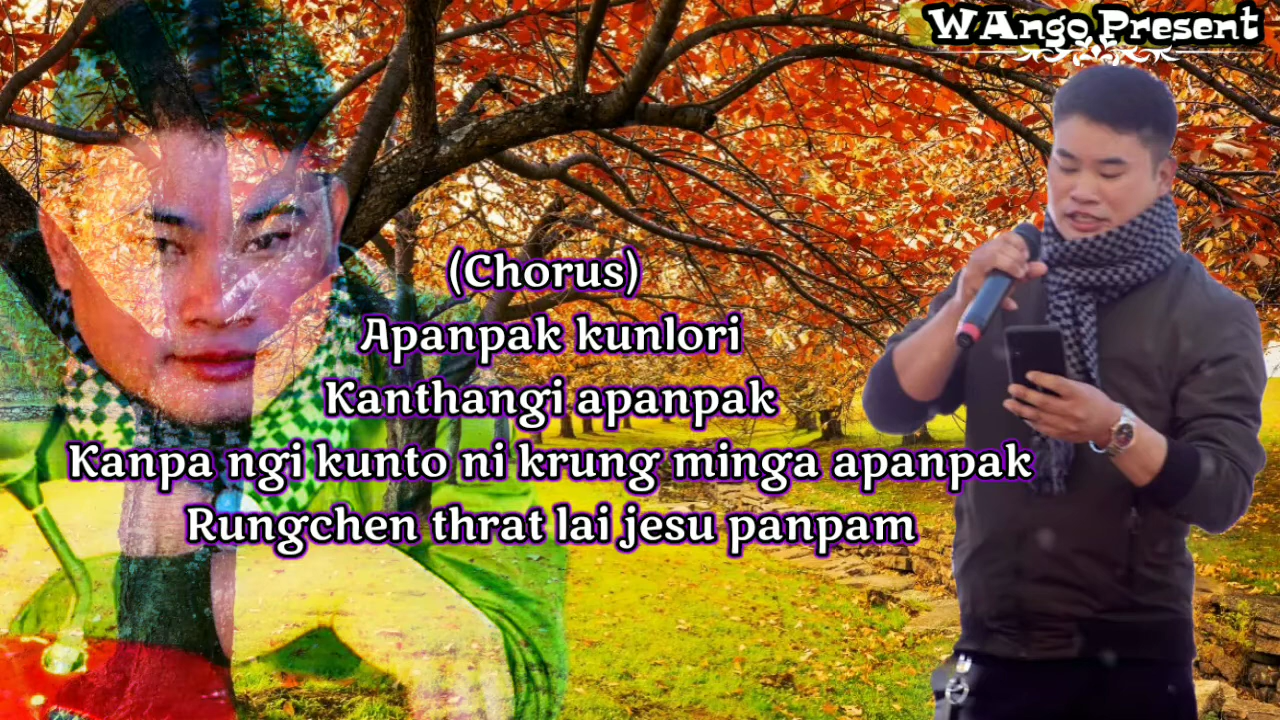 WAngo Present
(Chorus)
Apanpak kunlori
Kanthangi apanpak
Kanpa ngi kunto ni krung minga apanpak
Rungchen thrat lai jesu panpam